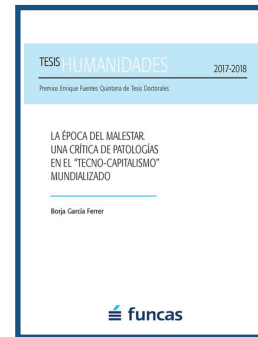 TESIS HUMANIDADES 2017-2018
Premios Enrique Fuentes Quintana de Tesis Doctorales
LA ÉPOCA DEL MALESTAR.
UNA CRÍTICA DE PATOLOGÍAS
EN EL "TECNO-CAPITALISMO"
MUNDIALIZADO
Borja García Ferrer
funcas